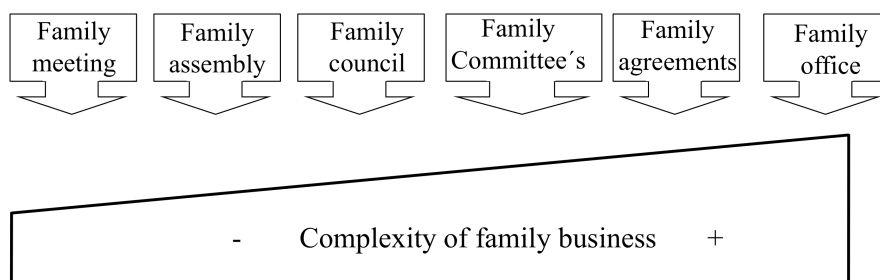 Family
meeting
Family
assembly
Family
council
Family
Committee´s
Family
agreements
Family
office
- Complexity of family business +